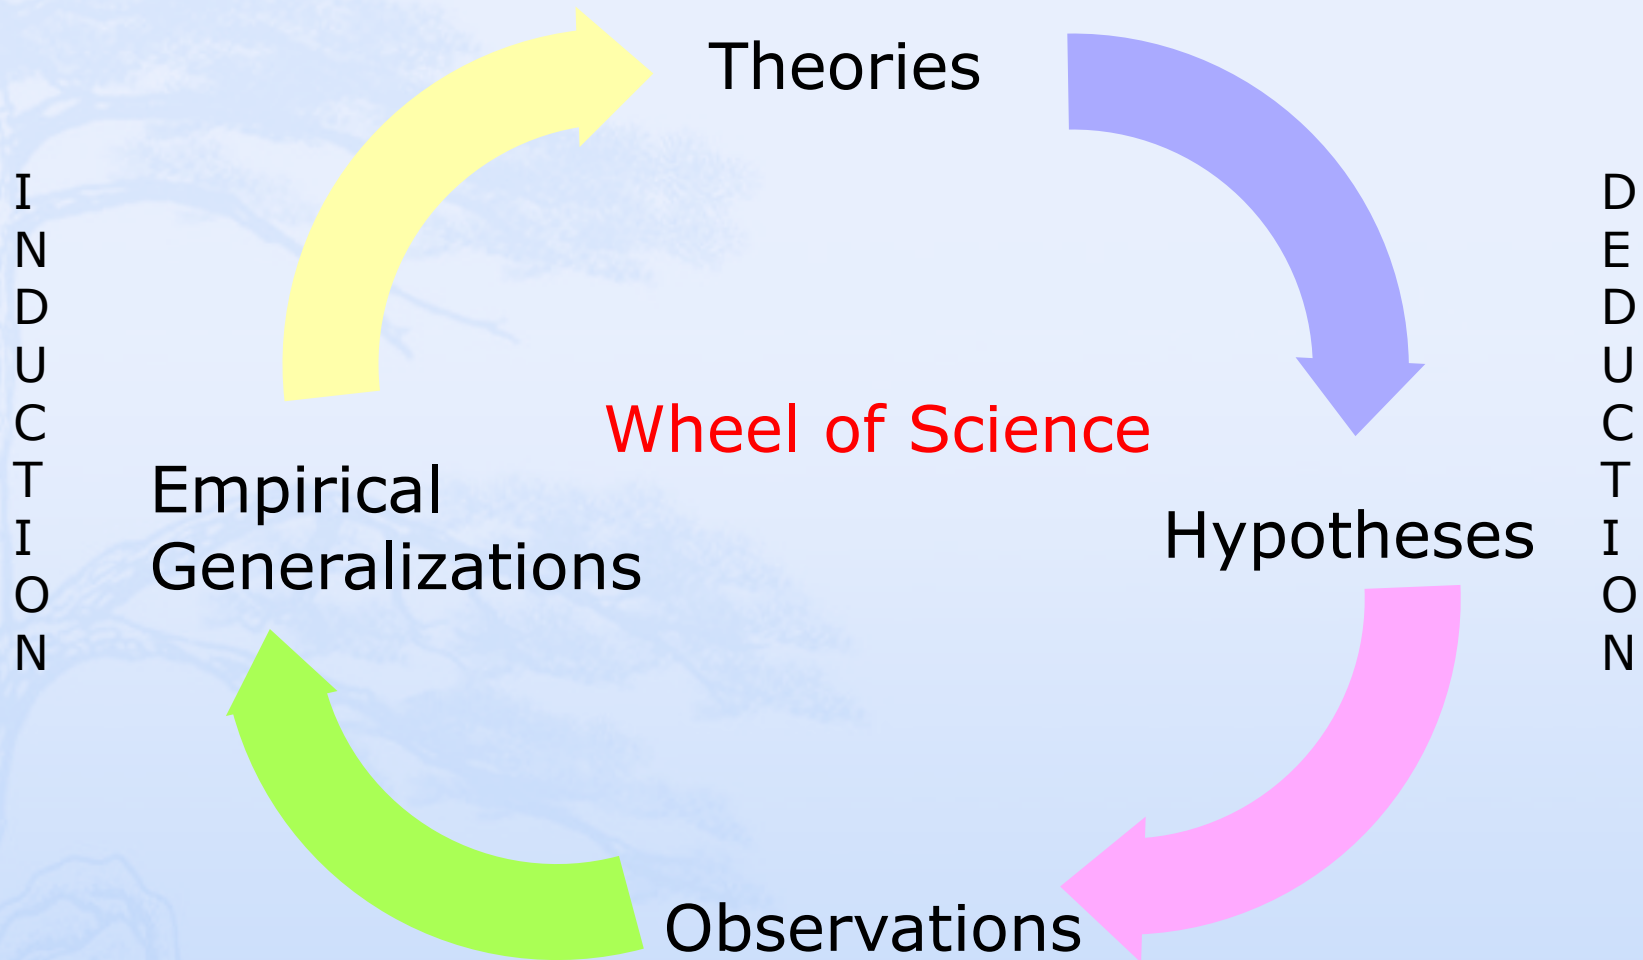 Theories
I
N
D
U
C
T
I
O
N
D
E
D
U
C
T
I
O
N
Wheel of Science
Empirical
Generalizations
Hypotheses
Observations